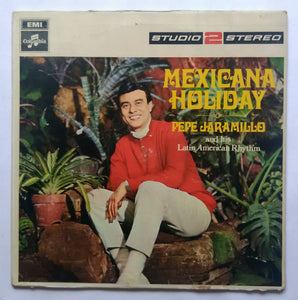 EMI
Columbia
STUDIO 2 STEREO
MEXICANA
HOLIDAY
PEPE JARAMILLO
and his
Latin American Rhythm